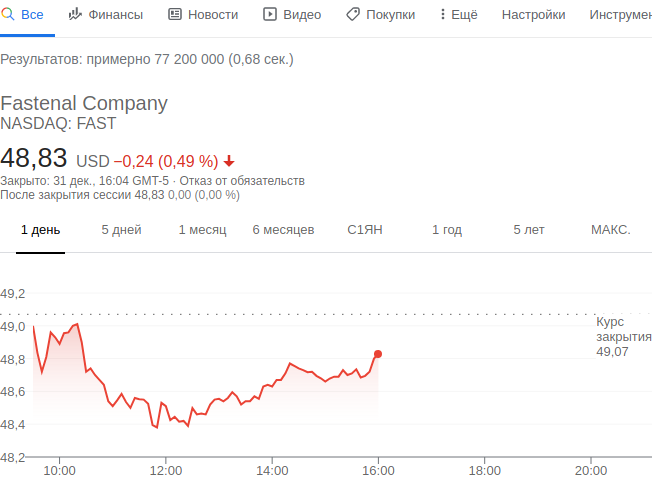 Все Финансы Новости Видео Покупки Ещё Настройки Инструмен
Результатов: примерно 77 200 000 (0,68 сек.)
Fastenal Company
NASDAQ: FAST
48,83 USD −0,24 (0,49 %)
Закрыто: 31 дек., 16:04 GMT-5 · Отказ от обязательств
После закрытия сессии 48,83 0,00 (0,00 %)
1 день 5 дней 1 месяц 6 месяцев С1ЯН 1 год 5 лет МАКС.
49,2
49,0
48,8
48,6
48,4
48,2
Курс
закрытия
49,07
10:00 12:00 14:00 16:00 18:00 20:00